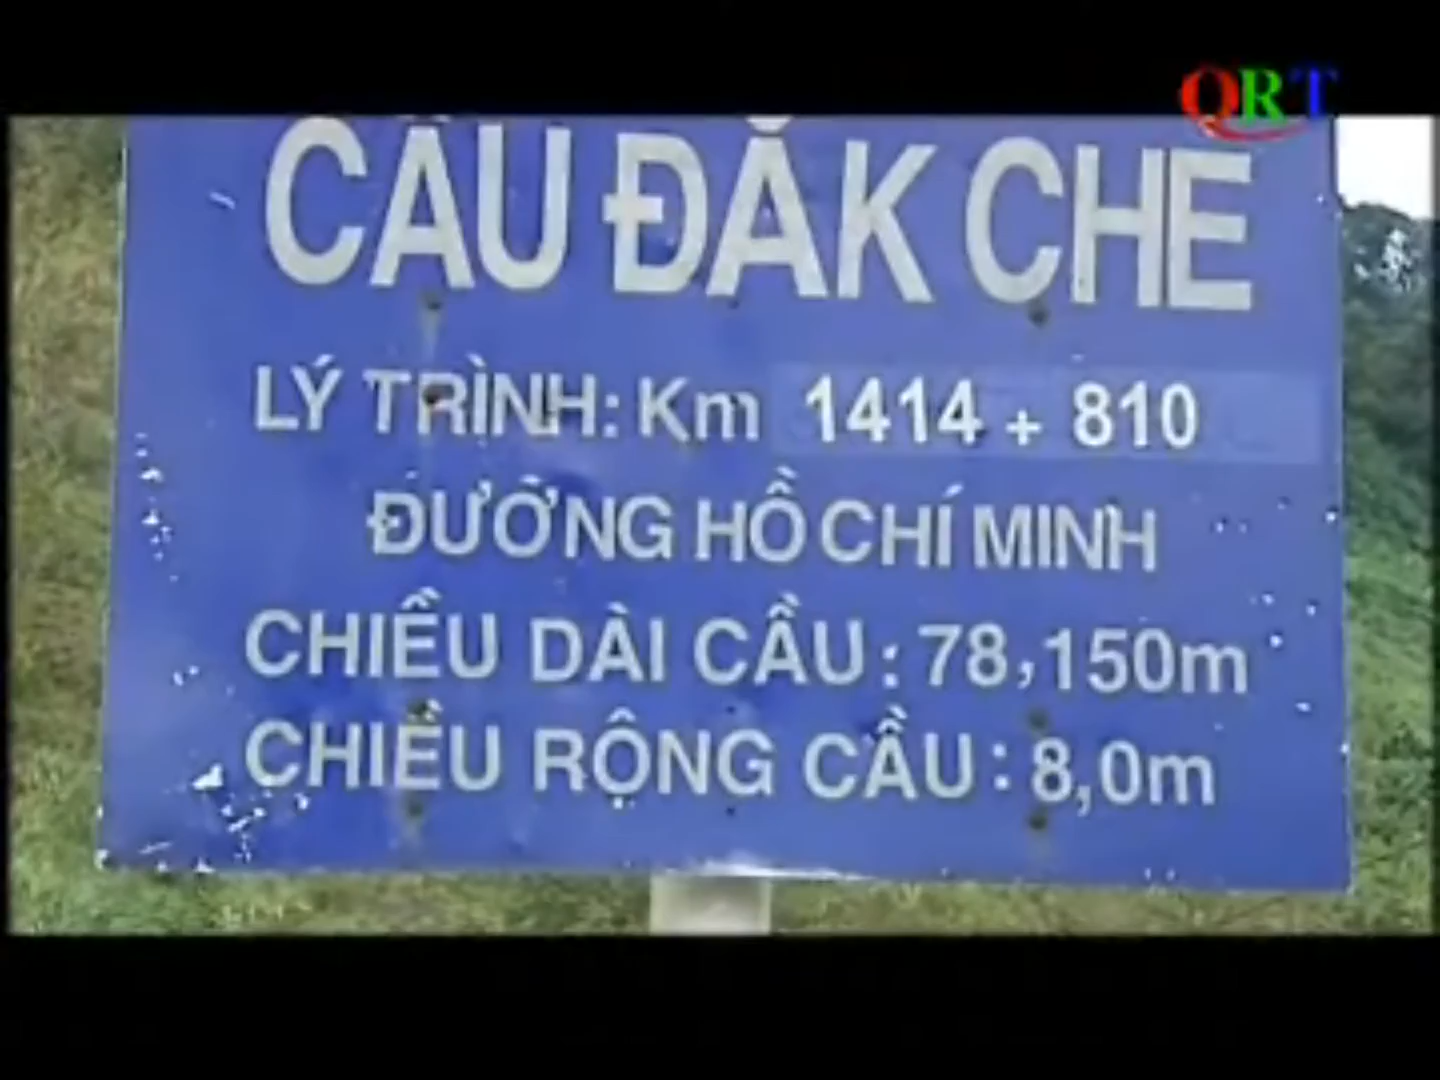 QRT
CẦU ĐĂK CHE
LÝ TRÌNH: Km 1414 + 810
ĐƯỜNG HỒ CHÍ MINH
CHIỀU DÀI CẦU : 78,150m
CHIỀU RỘNG CẦU : 8,0m